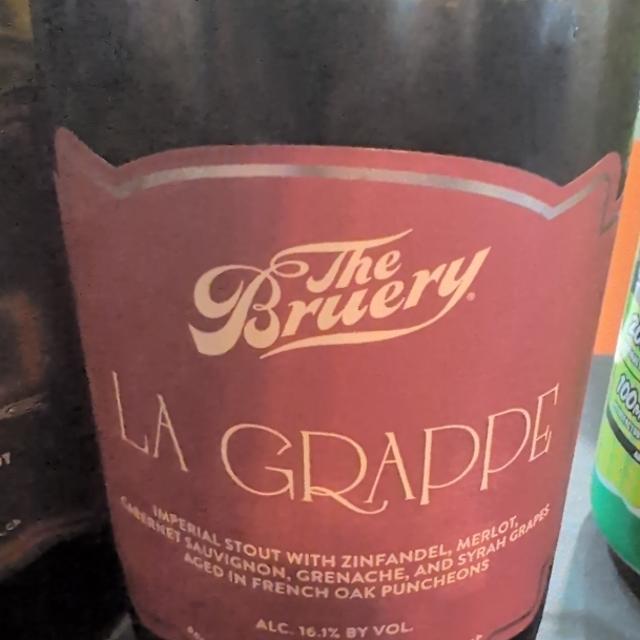 The
Bruery®
LA GRAPPE
IMPERIAL STOUT WITH ZINFANDEL, MERLOT,
CABERNET SAUVIGNON, GRENACHE, AND SYRAH GRAPES
AGED IN FRENCH OAK PUNCHEONS
ALC. 16.1% BY VOL.